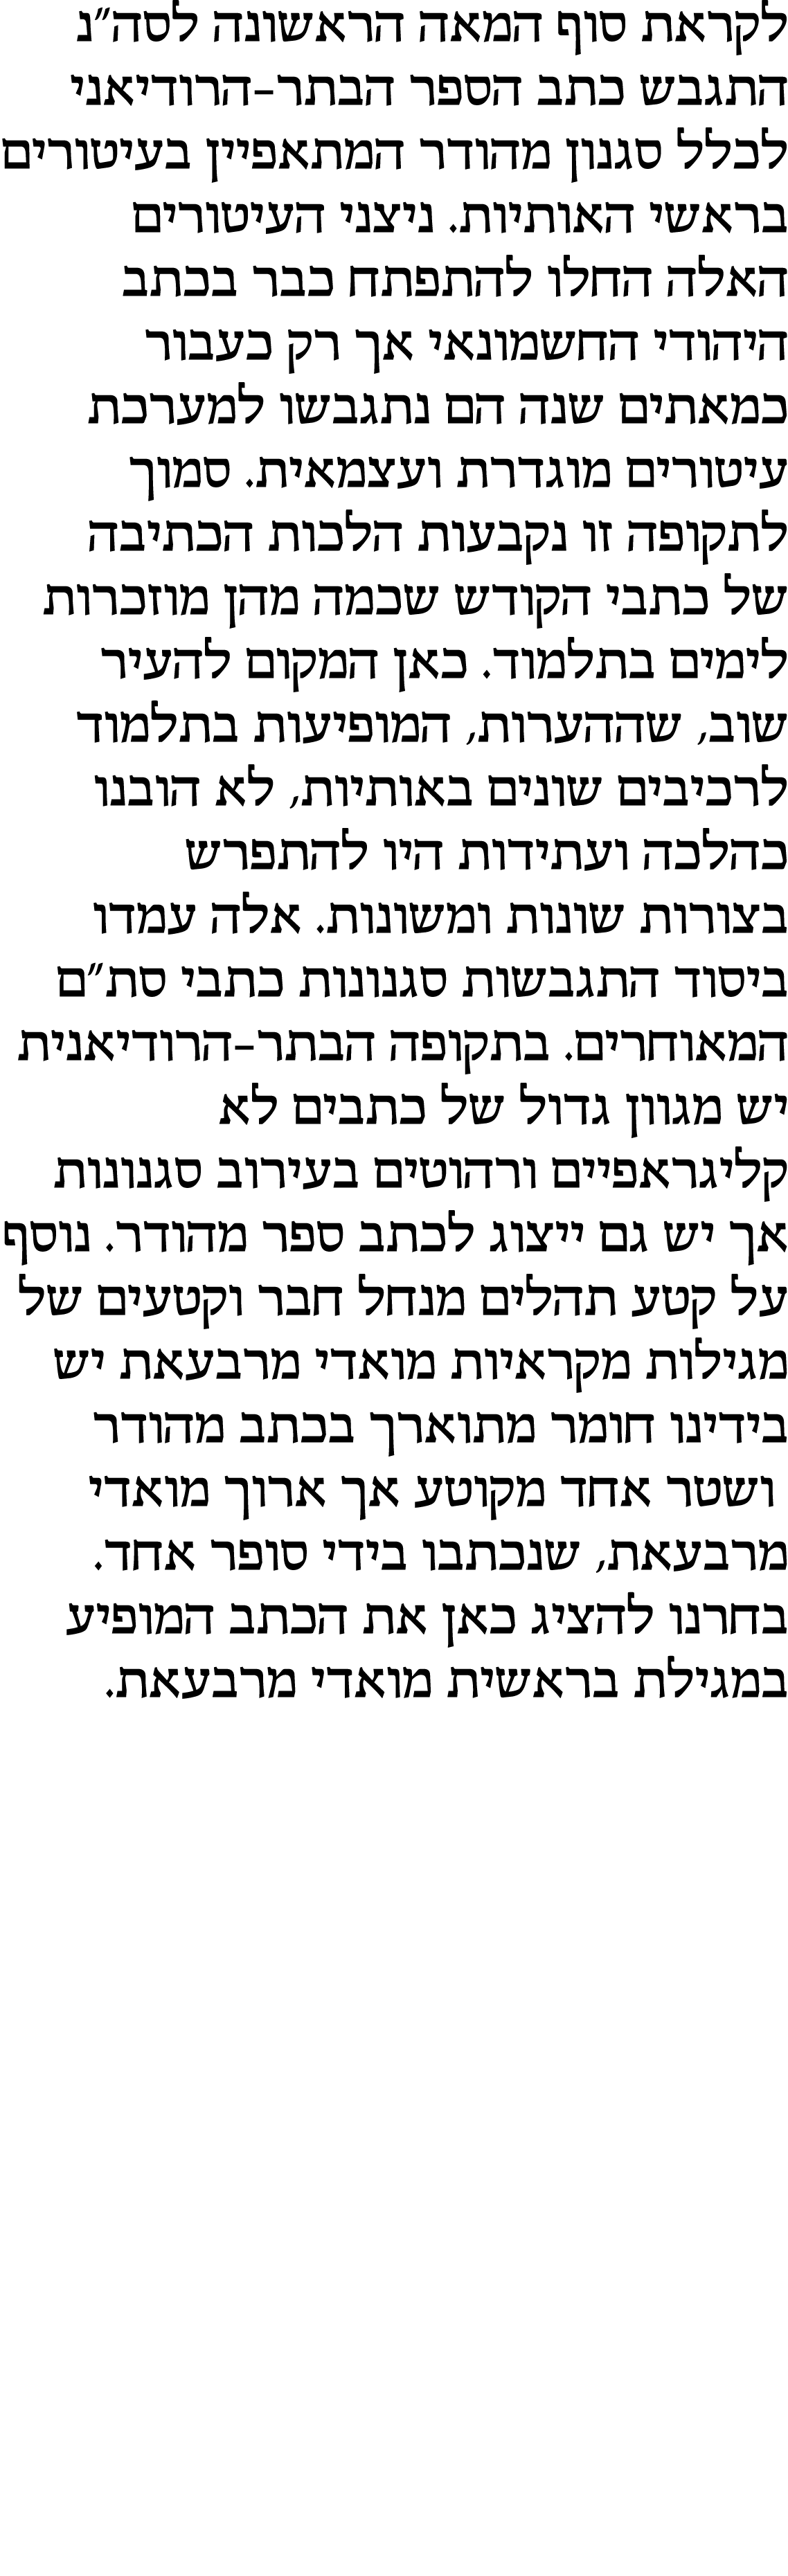 לקראת סוף המאה הראשונה לסה״נ
התגבש כתב הספר הבתר-הרודיאני
לכלל סגנון מהודר המתאפיין בעיטורים
בראשי האותיות. ניצני העיטורים
האלה החלו להתפתח כבר בכתב
היהודי החשמונאי אך רק כעבור
כמאתים שנה הם נתגבשו למערכת
עיטורים מוגדרת ועצמאית. סמוך
לתקופה זו נקבעות הלכות הכתיבה
של כתבי הקודש שכמה מהן מוזכרות
לימים בתלמוד. כאן המקום להעיר
שוב, שההערות, המופיעות בתלמוד
לרכיבים שונים באותיות, לא הובנו
כהלכה ועתידות היו להתפרש
בצורות שונות ומשונות. אלה עמדו
ביסוד התגבשות סגנונות כתבי סת״ם
המאוחרים. בתקופה הבתר-הרודיאנית
יש מגוון גדול של כתבים לא
קליגראפיים ורהוטים בעירוב סגנונות
אך יש גם ייצוג לכתב ספר מהודר. נוסף
על קטע תהלים מנחל חבר וקטעים של
מגילות מקראיות מואדי מרבעאת יש
בידינו חומר מתוארך בכתב מהודר
ושטר אחד מקוטע אך ארוך מואדי
מרבעאת, שנכתבו בידי סופר אחד.
בחרנו להציג כאן את הכתב המופיע
במגילת בראשית מואדי מרבעאת.